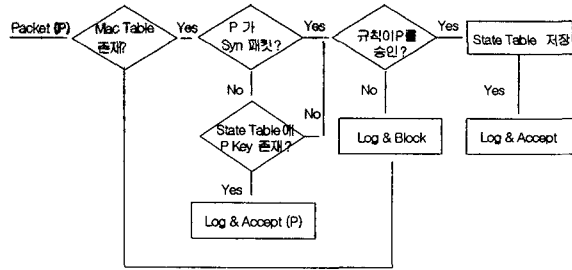 Packet (P)
Mac Table
존재?
Yes
P 가
Syn 패킷?
Yes
규칙이 P를
승인?
Yes
State Table 저장
No
No
State Table에
P Key 존재?
No
Log & Block
Yes
Log & Accept
Yes
Log & Accept (P)